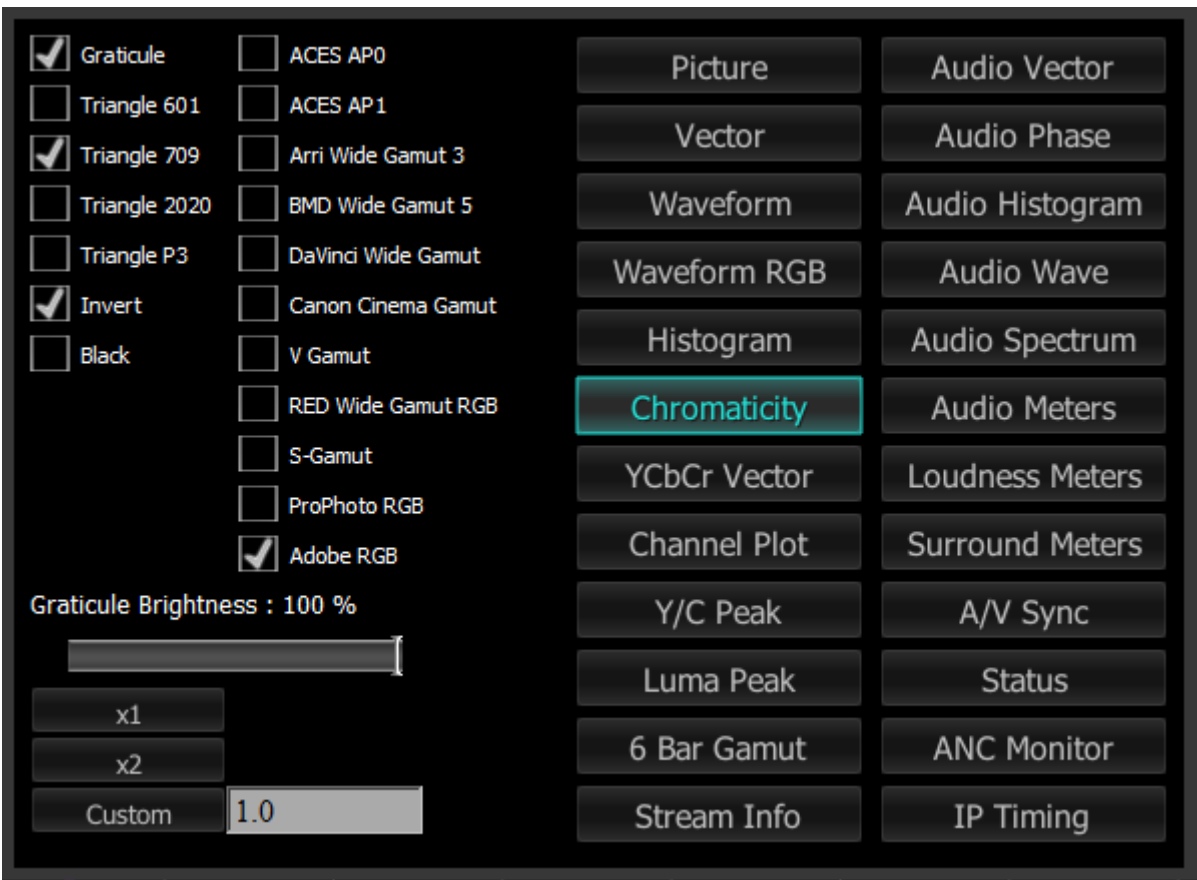 Graticule
Triangle 601
Triangle 709
Triangle 2020
Triangle P3
Invert
Black
ACES AP0
ACES AP1
Arri Wide Gamut 3
BMD Wide Gamut 5
DaVinci Wide Gamut
Canon Cinema Gamut
V Gamut
RED Wide Gamut RGB
S-Gamut
ProPhoto RGB
Adobe RGB
Graticule Brightness : 100 %
x1
x2
Custom
1.0
Picture
Vector
Waveform
Waveform RGB
Histogram
Chromaticity
YCbCr Vector
Channel Plot
Y/C Peak
Luma Peak
6 Bar Gamut
Stream Info
Audio Vector
Audio Phase
Audio Histogram
Audio Wave
Audio Spectrum
Audio Meters
Loudness Meters
Surround Meters
A/V Sync
Status
ANC Monitor
IP Timing